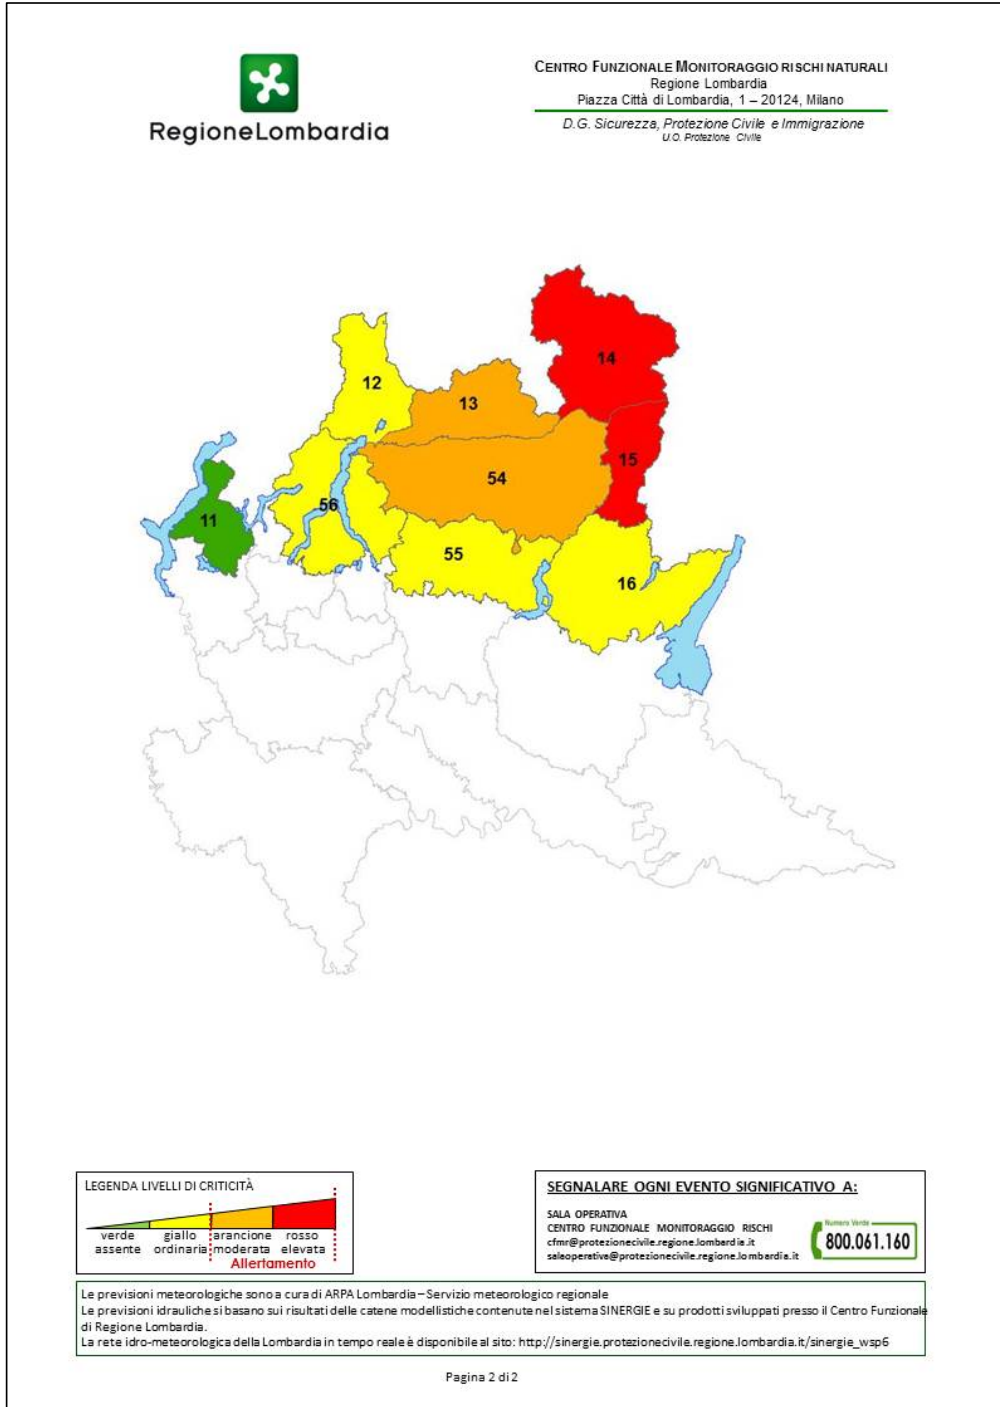 RegioneLombardia
CENTRO FUNZIONALE MONITORAGGIO RISCHI NATURALI
Regione Lombardia
Piazza Città di Lombardia, 1 – 20124, Milano
D.G. Sicurezza, Protezione Civile e Immigrazione
U.O. Protezione Civile
14
12
13
15
54
56
11
55
16
LEGENDA LIVELLI DI CRITICITÀ
verde giallo arancione rosso
assente ordinaria moderata elevata
Allertamento
SEGNALARE OGNI EVENTO SIGNIFICATIVO A:
SALA OPERATIVA
CENTRO FUNZIONALE MONITORAGGIO RISCHI
cfmr@protezionecivile.regione.lombardia.it
salaoperativa@protezionecivile.regione.lombardia.it
Numero Verde
800.061.160
Le previsioni meteorologiche sono a cura di ARPA Lombardia – Servizio meteorologico regionale
Le previsioni idrauliche si basano sui risultati delle catene modellistiche contenute nel sistema SINERGIE e su prodotti sviluppati presso il Centro Funzionale
di Regione Lombardia.
La rete idro-meteorologica della Lombardia in tempo reale è disponibile al sito: http://sinergie.protezionecivile.regione.lombardia.it/sinergie_wsp6
Pagina 2 di 2